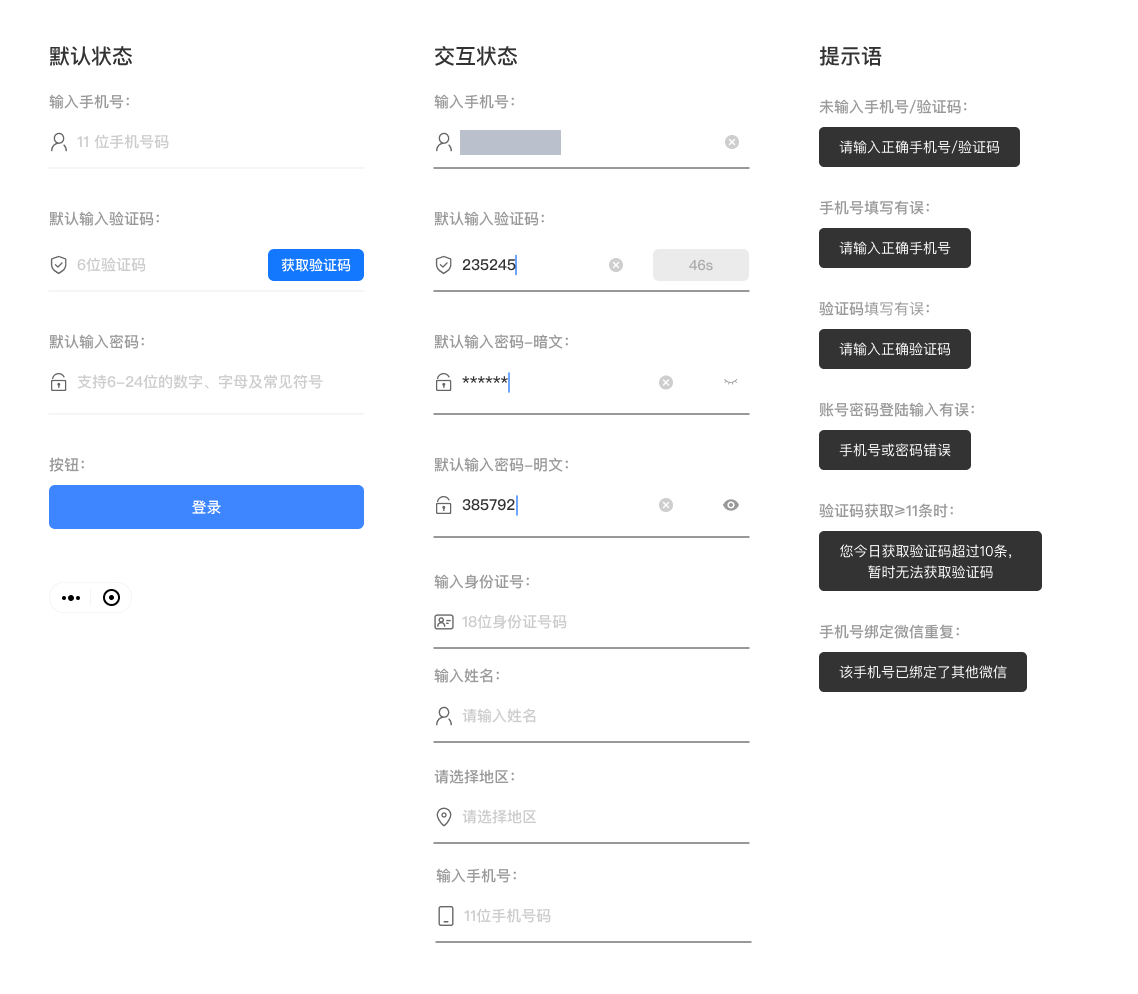 默认状态
输入手机号：
11 位手机号码
默认输入验证码：
6位验证码
获取验证码
默认输入密码：
支持6-24位的数字、字母及常见符号
按钮：
登录
交互状态
输入手机号：
默认输入验证码：
235245
46s
默认输入密码-暗文：
******
默认输入密码-明文：
385792
输入身份证号：
18位身份证号码
输入姓名：
请输入姓名
请选择地区：
请选择地区
输入手机号：
11位手机号码
提示语
未输入手机号/验证码：
请输入正确手机号/验证码
手机号填写有误：
请输入正确手机号
验证码填写有误：
请输入正确验证码
账号密码登陆输入有误：
手机号或密码错误
验证码获取≥11条时：
您今日获取验证码超过10条，
暂时无法获取验证码
手机号绑定微信重复：
该手机号已绑定了其他微信